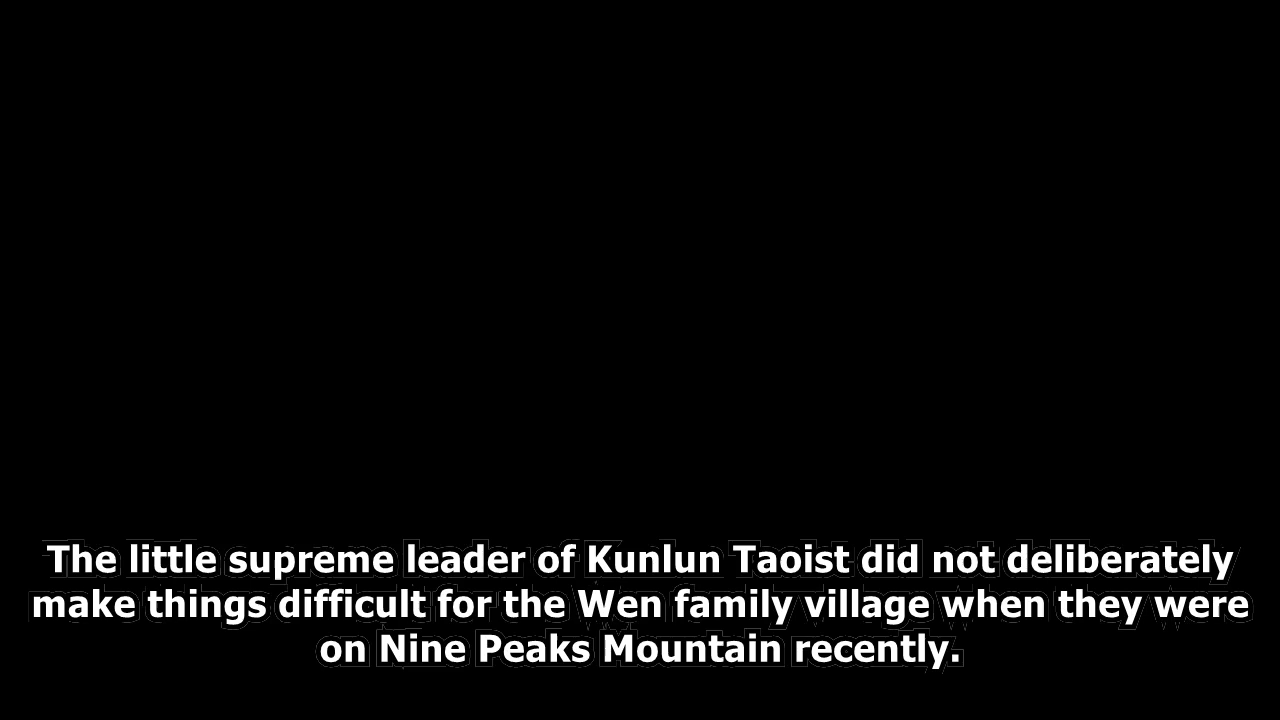 The little supreme leader of Kunlun Taoist did not deliberately
make things difficult for the Wen family village when they were
on Nine Peaks Mountain recently.